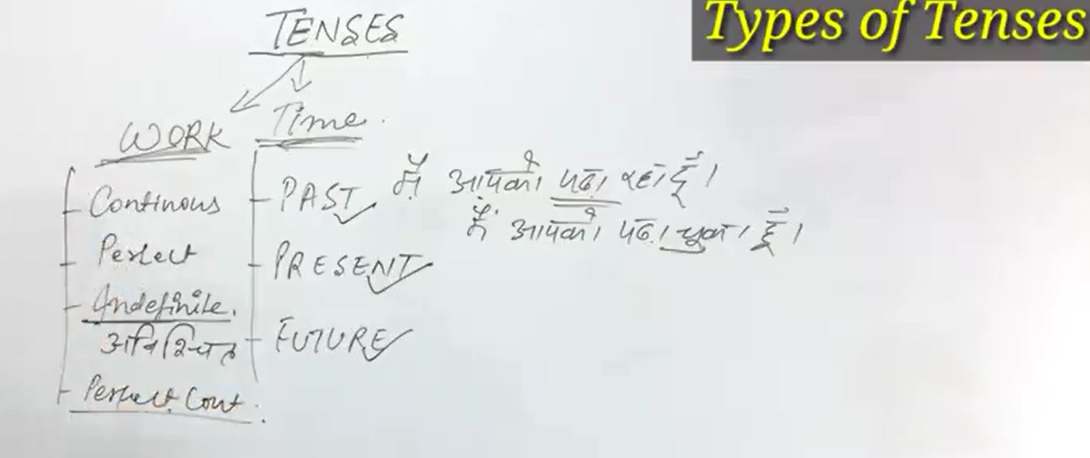 Types of Tenses
TENSES
WORK
Continous
Perfect
Indefinite.
अनिश्चित
Perfect Cont.
Time.
PAST
PRESENT
FUTURE
मैं आपको पढ़ा रहा हूँ।
मैं आपको पढ़ा चुका हूँ।